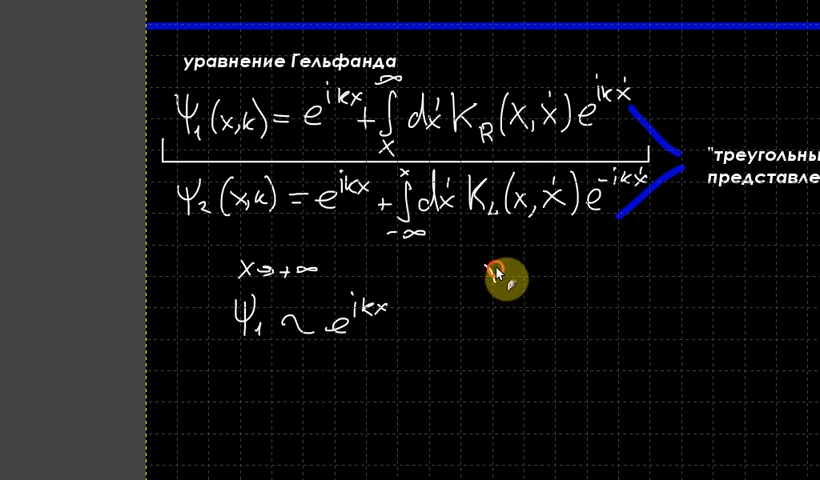 уравнение Гельфанда
Ψ₁(x,k) = e^{ikx} + ∫_x^∞ dx' K_R(x,x') e^{ikx'}
"треугольны
представле
Ψ₂(x,k) = e^{ikx} + ∫_{-∞}^x dx' K_L(x,x') e^{-ikx'}
x → +∞
Ψ₁ ~ e^{ikx}